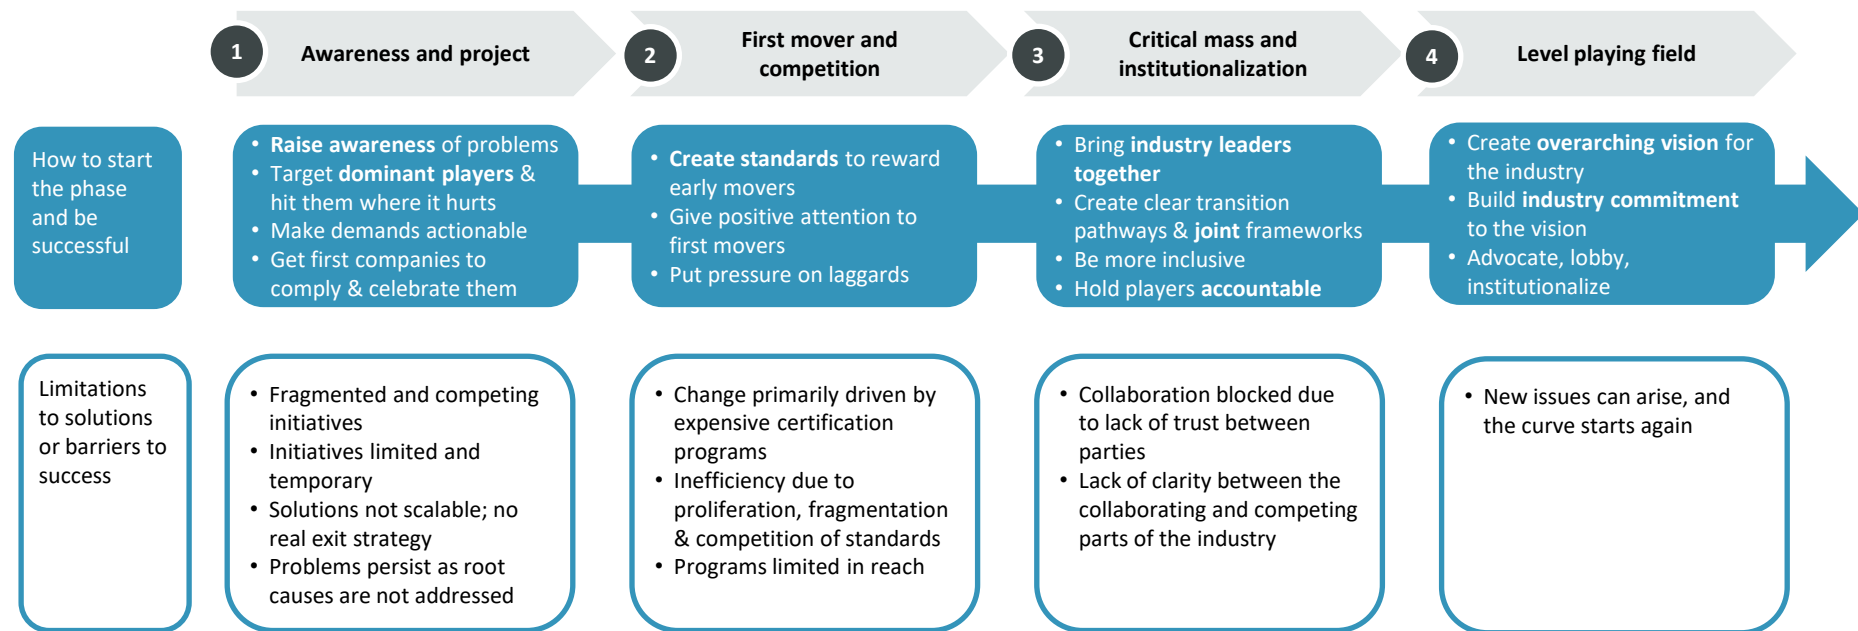 1
Awareness and project
2
First mover and
competition
3
Critical mass and
institutionalization
4
Level playing field
How to start
the phase
and be
successful
• Raise awareness of problems
• Target dominant players &
hit them where it hurts
• Make demands actionable
• Get first companies to
comply & celebrate them
• Create standards to reward
early movers
• Give positive attention to
first movers
• Put pressure on laggards
• Bring industry leaders
together
• Create clear transition
pathways & joint frameworks
• Be more inclusive
• Hold players accountable
• Create overarching vision for
the industry
• Build industry commitment
to the vision
• Advocate, lobby,
institutionalize
Limitations
to solutions
or barriers to
success
• Fragmented and competing
initiatives
• Initiatives limited and
temporary
• Solutions not scalable; no
real exit strategy
• Problems persist as root
causes are not addressed
• Change primarily driven by
expensive certification
programs
• Inefficiency due to
proliferation, fragmentation
& competition of standards
• Programs limited in reach
• Collaboration blocked due
to lack of trust between
parties
• Lack of clarity between the
collaborating and competing
parts of the industry
• New issues can arise, and
the curve starts again